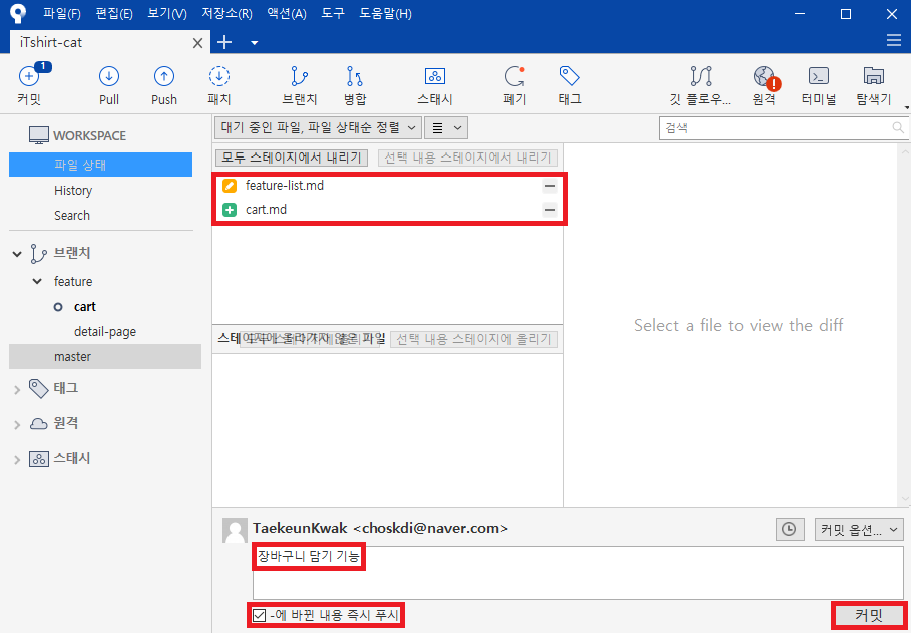 파일(F) 편집(E) 보기(V) 저장소(R) 액션(A) 도구 도움말(H)
iTshirt-cat
1
커밋 Pull Push 패치 브랜치 병합 스태시 폐기 태그 깃 플로우... 원격 터미널 탐색기
WORKSPACE
파일 상태
History
Search
브랜치
feature
cart
detail-page
master
태그
원격
스태시
대기 중인 파일, 파일 상태순 정렬
검색
모두 스테이지에서 내리기 선택 내용 스테이지에서 내리기
feature-list.md
cart.md
스테이지에 올라가지 않은 파일 선택 내용 스테이지에 올리기
Select a file to view the diff
TaekeunKwak <choskdi@naver.com>
커밋 옵션...
장바구니 담기 기능
-에 바뀐 내용 즉시 푸시
커밋